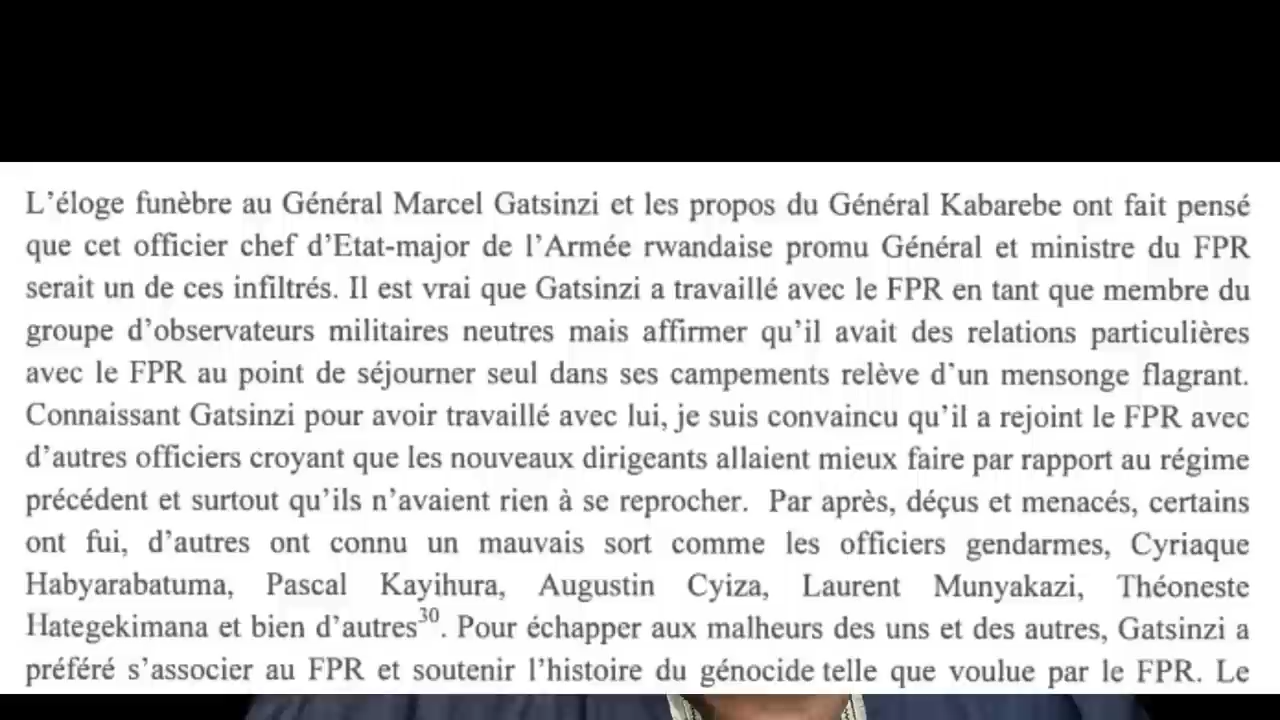 L'éloge funèbre au Général Marcel Gatsinzi et les propos du Général Kabarebe ont fait pensé
que cet officier chef d'Etat-major de l'Armée rwandaise promu Général et ministre du FPR
serait un de ces infiltrés. Il est vrai que Gatsinzi a travaillé avec le FPR en tant que membre du
groupe d'observateurs militaires neutres mais affirmer qu'il avait des relations particulières
avec le FPR au point de séjourner seul dans ses campements relève d'un mensonge flagrant.
Connaissant Gatsinzi pour avoir travaillé avec lui, je suis convaincu qu'il a rejoint le FPR avec
d'autres officiers croyant que les nouveaux dirigeants allaient mieux faire par rapport au régime
précédent et surtout qu'ils n'avaient rien à se reprocher. Par après, déçus et menacés, certains
ont fui, d'autres ont connu un mauvais sort comme les officiers gendarmes, Cyriaque
Habyarabatuma, Pascal Kayihura, Augustin Cyiza, Laurent Munyakazi, Théoneste
Hategekimana et bien d'autres30. Pour échapper aux malheurs des uns et des autres, Gatsinzi a
préféré s'associer au FPR et soutenir l'histoire du génocide telle que voulue par le FPR. Le